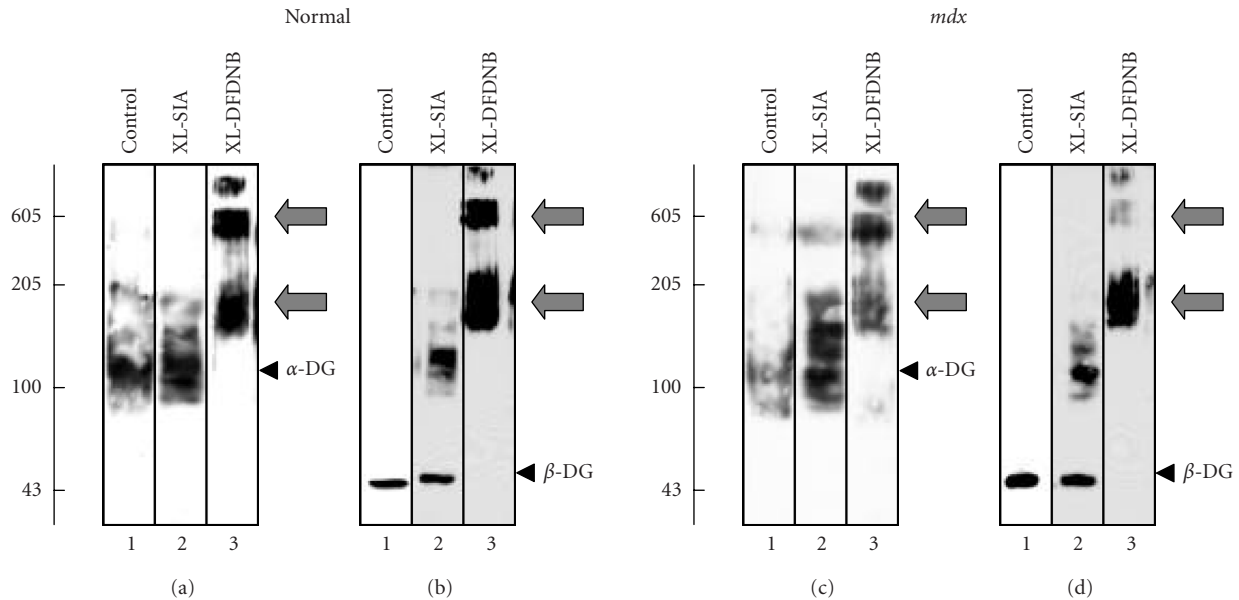 Normal
mdx
Control
XL-SIA
XL-DFDNB
Control
XL-SIA
XL-DFDNB
Control
XL-SIA
XL-DFDNB
Control
XL-SIA
XL-DFDNB
605
205
100
43
α-DG
β-DG
605
205
100
43
α-DG
β-DG
1 2 3
1 2 3
1 2 3
1 2 3
(a)
(b)
(c)
(d)